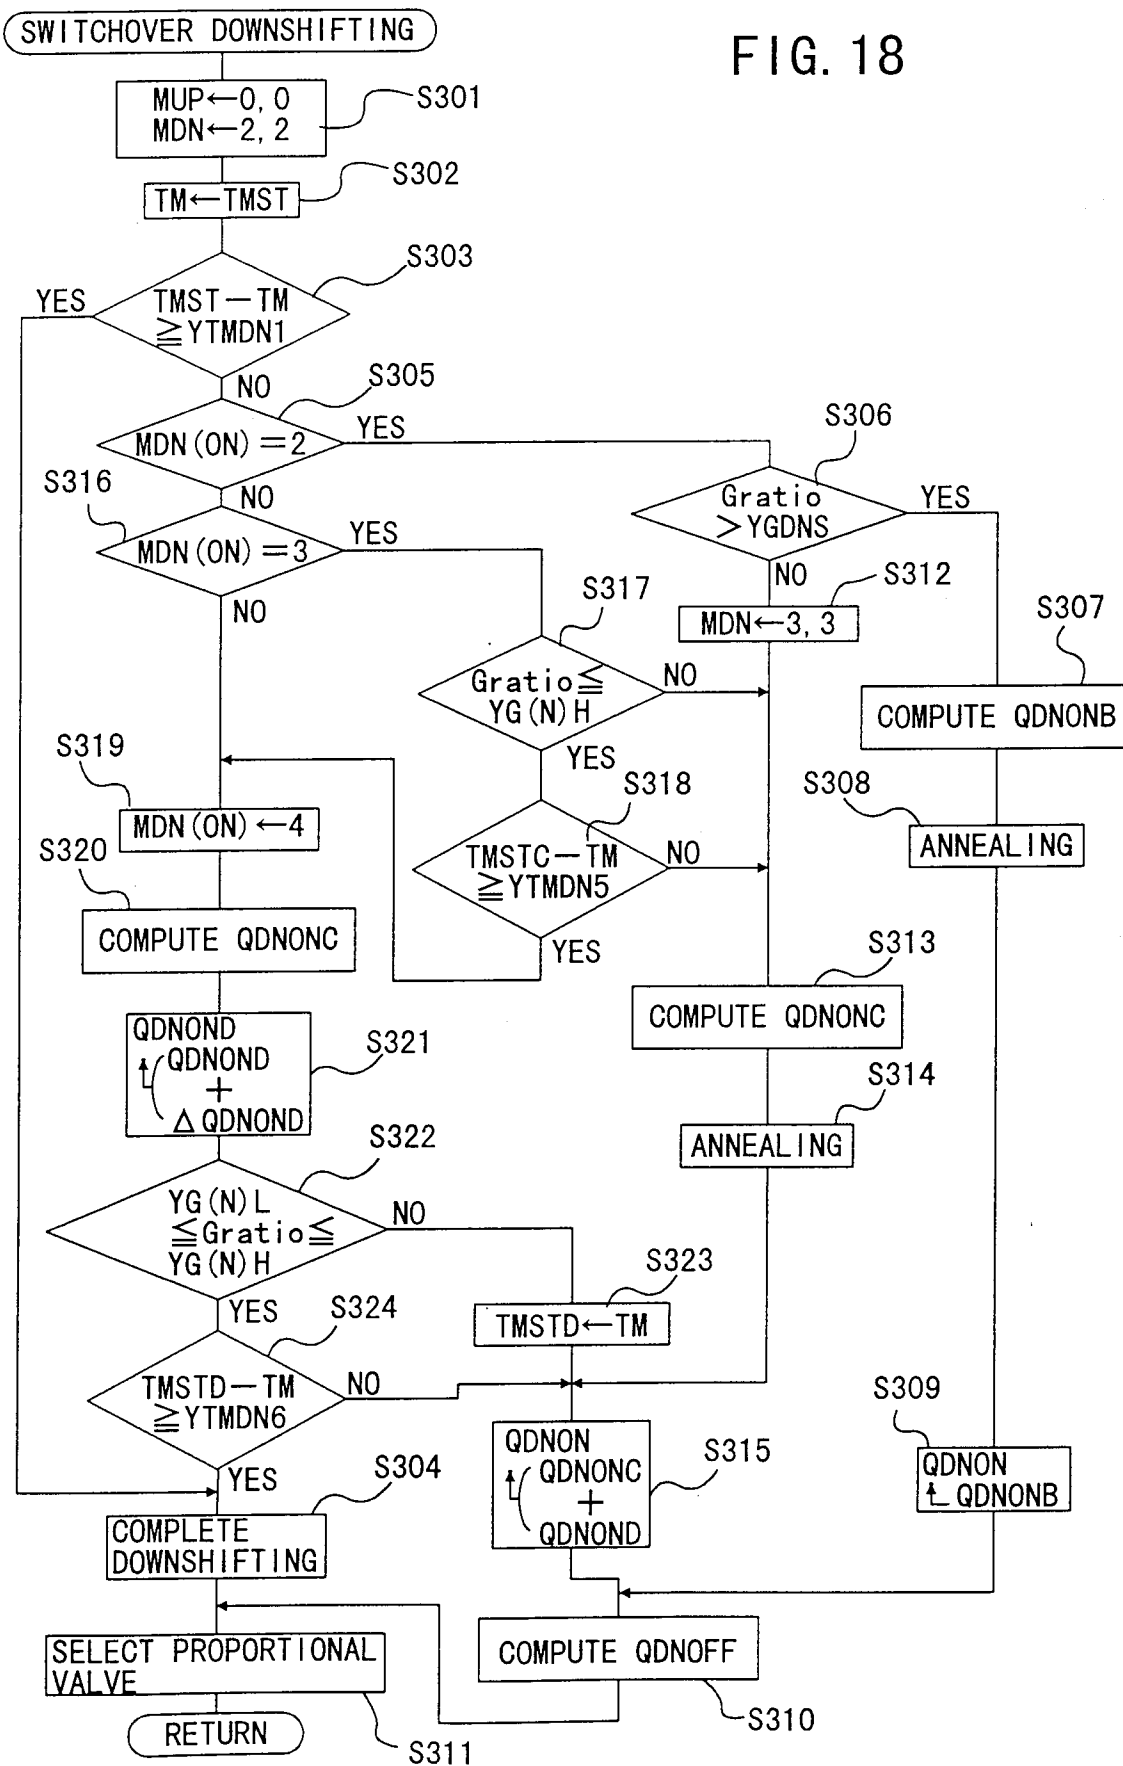 SWITCHOVER DOWNSHIFTING
FIG. 18
MUP←0, 0
MDN←2, 2
S301
TM←TMST
S302
TMST－TM
≧YTMDN1
S303
YES
NO
MDN (ON) ＝2
S305
YES
NO
Gratio
＞YGDNS
S306
YES
NO
S316
MDN (ON) ＝3
YES
NO
MDN←3, 3
S312
S317
Gratio≦
YG (N) H
NO
YES
S307
COMPUTE QDNONB
S318
TMSTC－TM
≧YTMDN5
NO
YES
S308
ANNEALING
S319
MDN (ON) ←4
S320
COMPUTE QDNONC
S313
COMPUTE QDNONC
S314
ANNEALING
QDNOND
QDNOND
＋
Δ QDNOND
S321
S322
YG (N) L
≦Gratio≦
YG (N) H
NO
YES
S323
TMSTD←TM
S324
TMSTD－TM
≧YTMDN6
NO
YES
S309
QDNON
QDNONB
QDNON
QDNONC
＋
QDNOND
S315
S304
COMPLETE
DOWNSHIFTING
COMPUTE QDNOFF
S310
SELECT PROPORTIONAL
VALVE
S311
RETURN